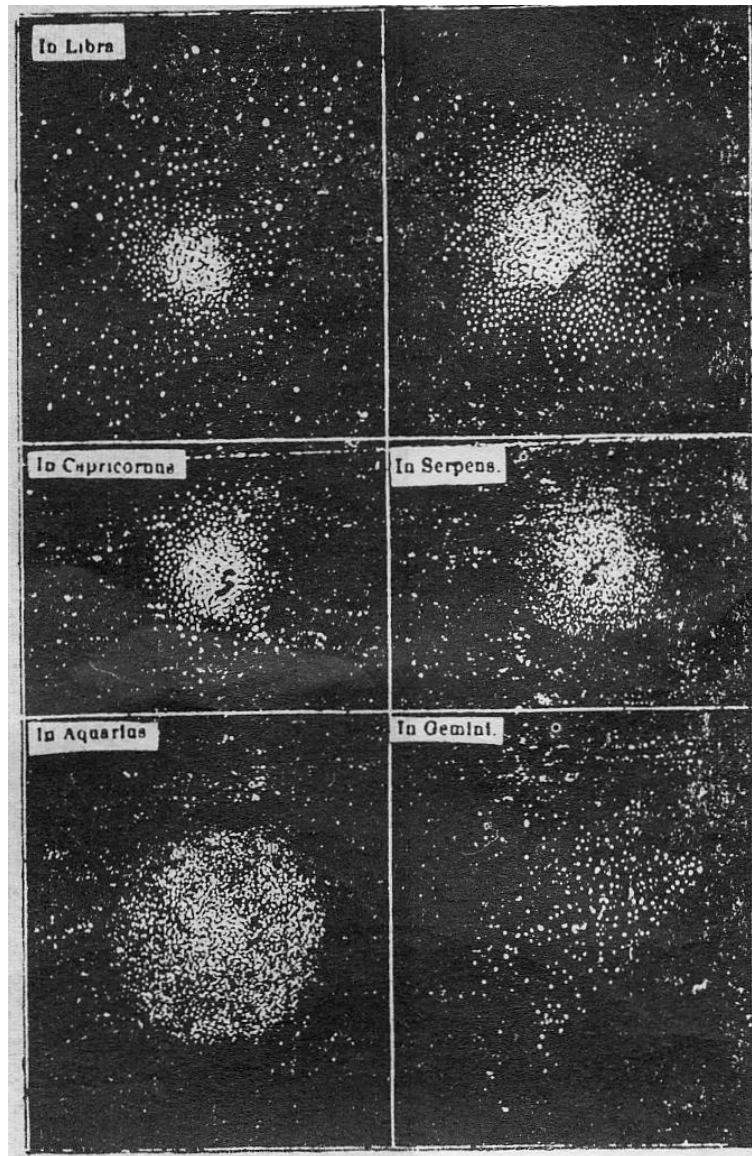 In Libra
In Capricornus
In Serpens.
In Aquarius
In Gemini.